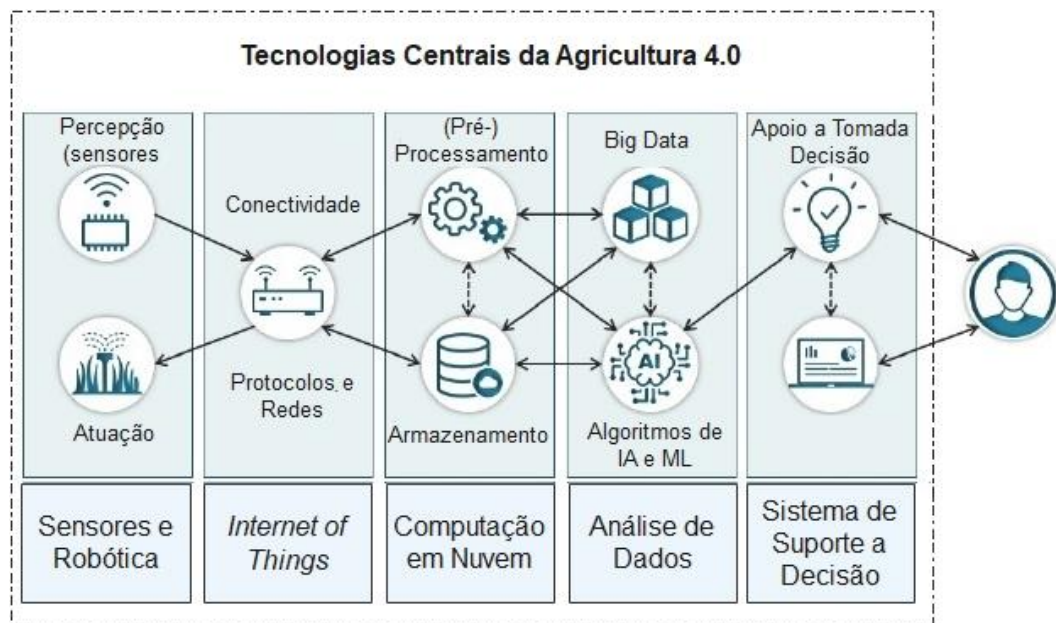 Tecnologias Centrais da Agricultura 4.0
Percepção
(sensores
Atuação
Sensores e
Robótica
Conectividade
Protocolos, e
Redes
Internet of
Things
(Pré-)
Processamento
Armazenamento
Computação
em Nuvem
Big Data
AI
Algoritmos de
IA e ML
Análise de
Dados
Apoio a Tomada
Decisão
Sistema de
Suporte a
Decisão